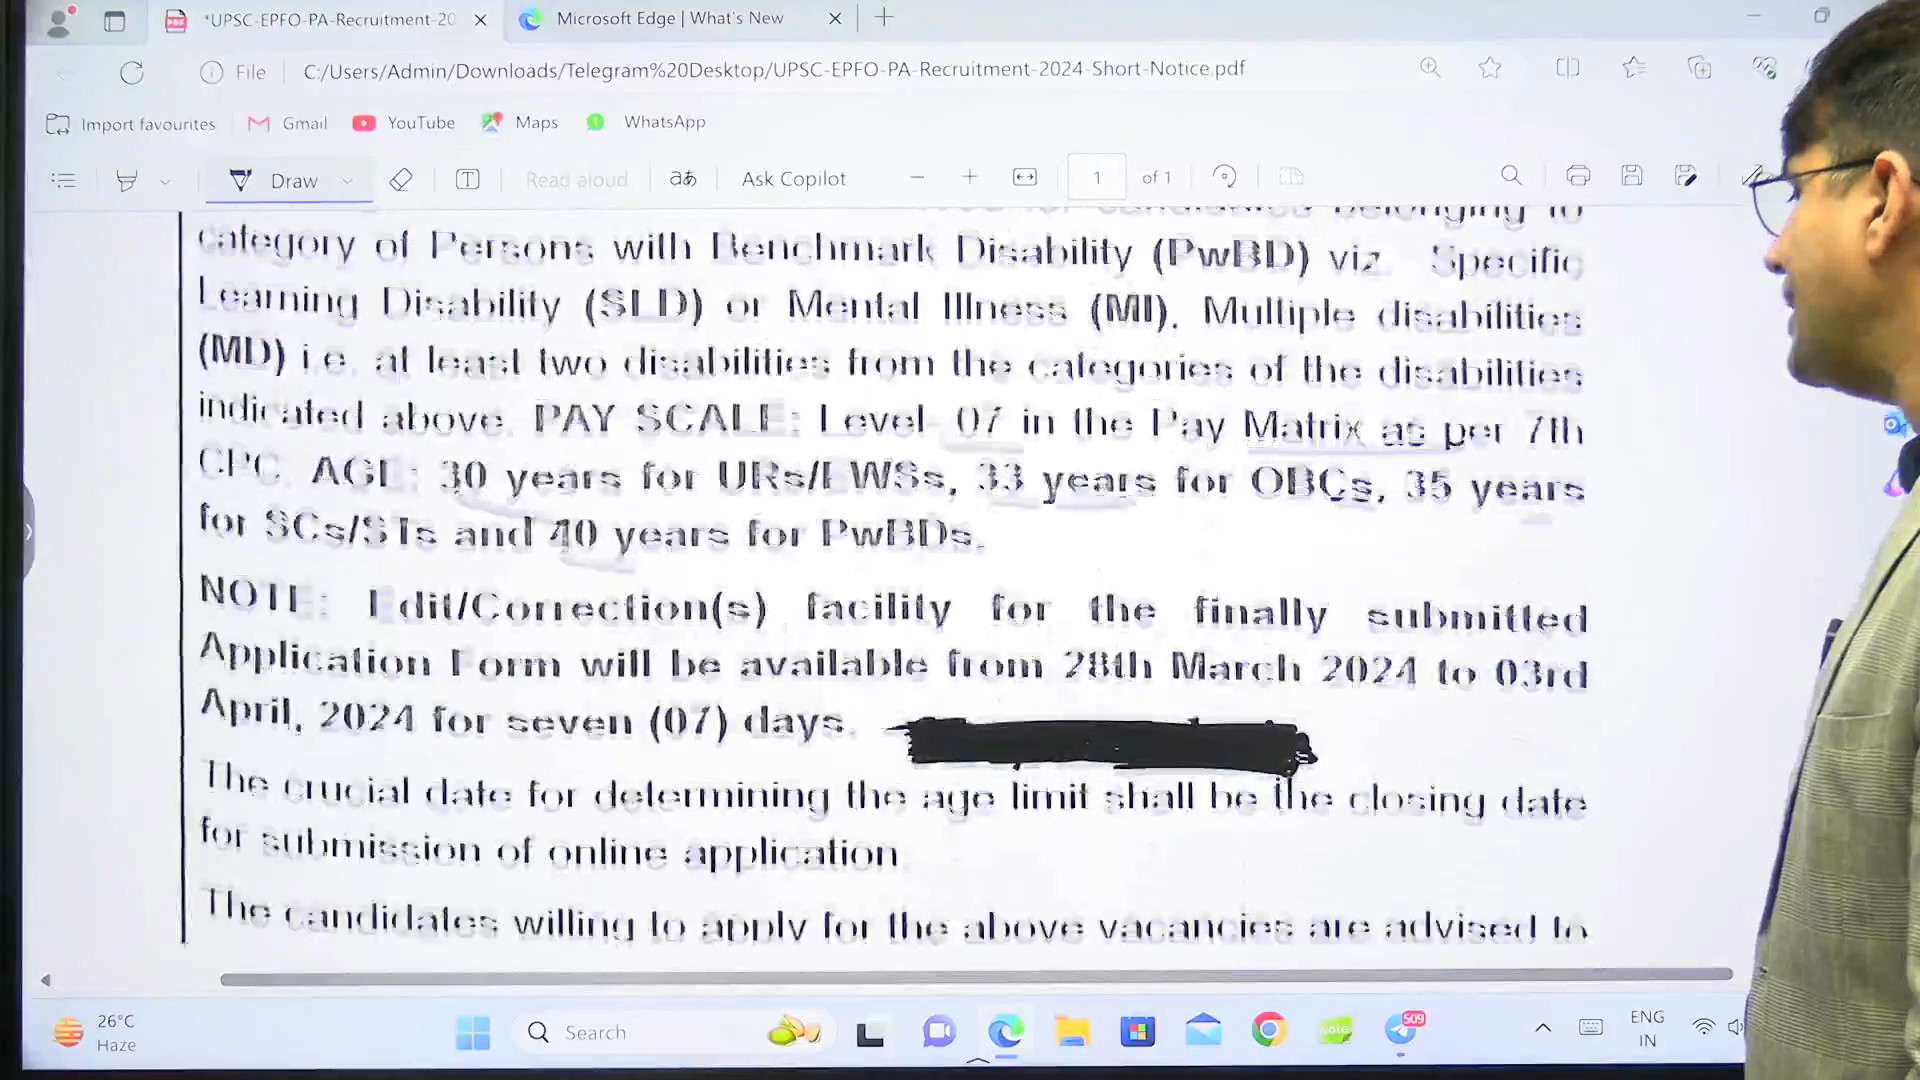 *UPSC-EPFO-PA-Recruitment-20
Microsoft Edge | What's New
File
C:/Users/Admin/Downloads/Telegram%20Desktop/UPSC-EPFO-PA-Recruitment-2024-Short-Notice.pdf
Import favourites
Gmail
YouTube
Maps
WhatsApp
Draw
Read aloud
aあ
Ask Copilot
1
of 1
candidates belonging to
category of Persons with Benchmark Disability (PwBD) viz. Specific
Learning Disability (SLD) or Mental Illness (MI), Multiple disabilities
(MD) i.e. at least two disabilities from the categories of the disabilities
indicated above. PAY SCALE: Level- 07 in the Pay Matrix as per 7th
CPC. AGE: 30 years for URs/EWSs, 33 years for OBCs, 35 years
for SCs/STs and 40 years for PwBDs.
NOTE: Edit/Correction(s) facility for the finally submitted
Application Form will be available from 28th March 2024 to 03rd
April, 2024 for seven (07) days.
The crucial date for determining the age limit shall be the closing date
for submission of online application.
The candidates willing to apply for the above vacancies are advised to
26°C
Haze
Search
509
ENG
IN